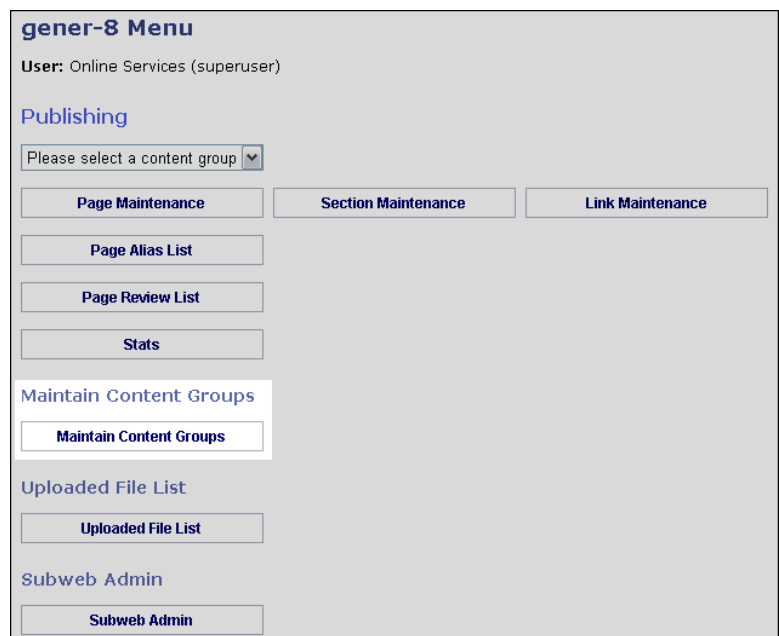 gener-8 Menu
User: Online Services (superuser)
Publishing
Please select a content group
Page Maintenance Section Maintenance Link Maintenance
Page Alias List
Page Review List
Stats
Maintain Content Groups
Maintain Content Groups
Uploaded File List
Uploaded File List
Subweb Admin
Subweb Admin